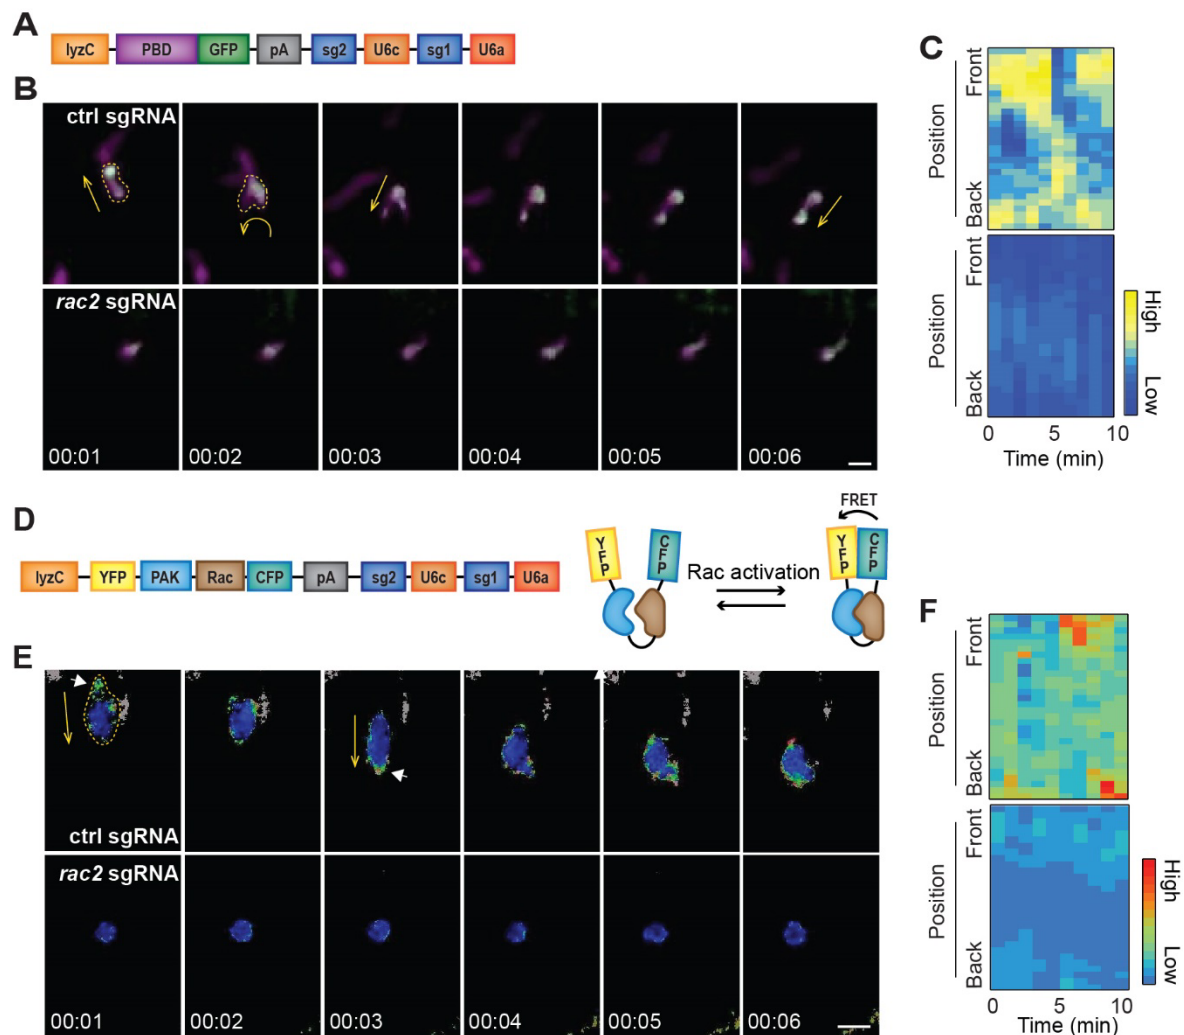 A
lyzC PBD GFP pA sg2 U6c sg1 U6a
B
ctrl sgRNA
rac2 sgRNA
00:01 00:02 00:03 00:04 00:05 00:06
C
Front
Position
Back
Front
Position
Back
High
Low
0 5 10
Time (min)
D
lyzC YFP PAK Rac CFP pA sg2 U6c sg1 U6a
YFP CFP
Rac activation
FRET
YFP CFP
E
ctrl sgRNA
rac2 sgRNA
00:01 00:02 00:03 00:04 00:05 00:06
F
Front
Position
Back
Front
Position
Back
High
Low
0 5 10
Time (min)